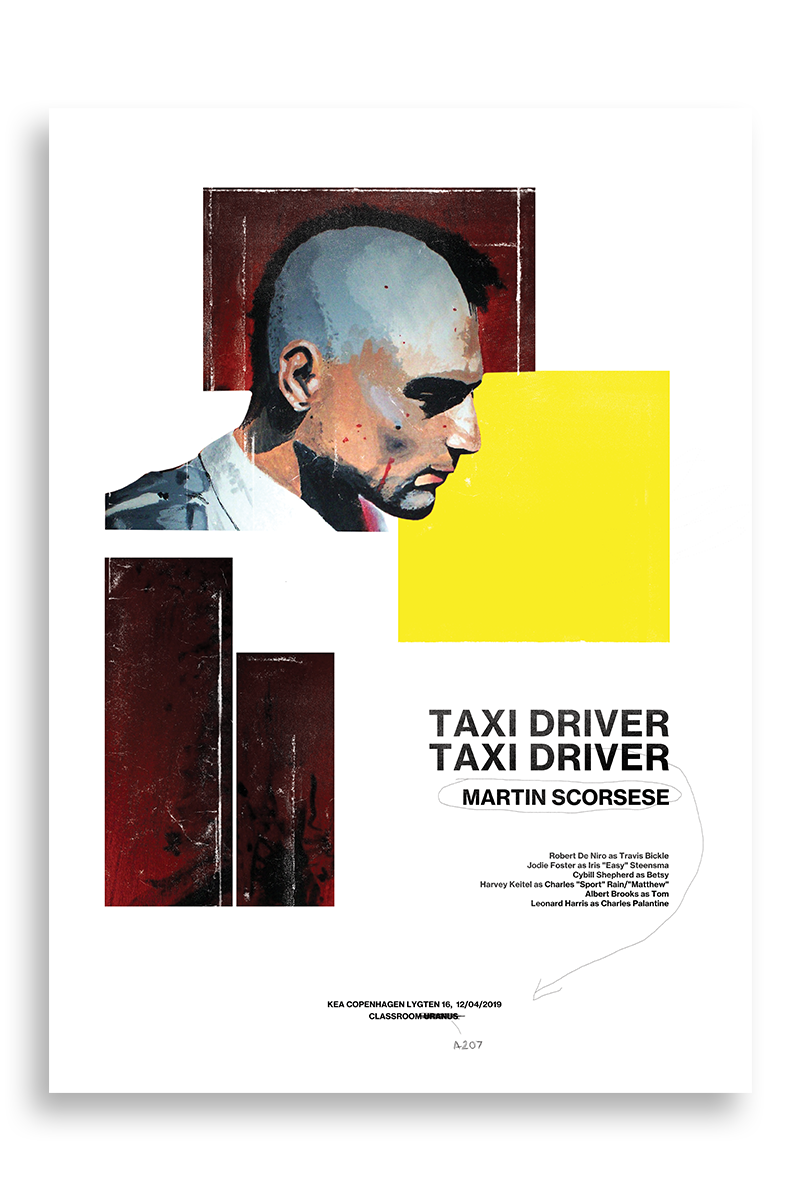 TAXI DRIVER
TAXI DRIVER
MARTIN SCORSESE
Robert De Niro as Travis Bickle
Jodie Foster as Iris "Easy" Steensma
Cybill Shepherd as Betsy
Harvey Keitel as Charles "Sport" Rain/"Matthew"
Albert Brooks as Tom
Leonard Harris as Charles Palantine
KEA COPENHAGEN LYGTEN 16, 12/04/2019
CLASSROOM URANUS
A207